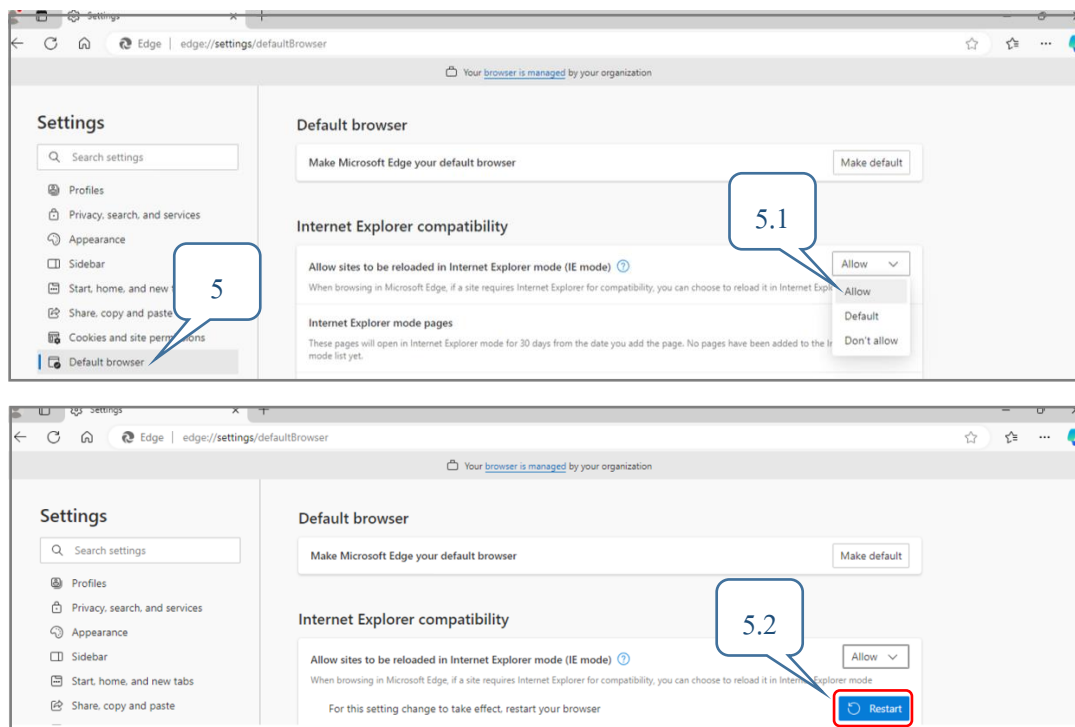 Settings
Edge | edge://settings/defaultBrowser
Your browser is managed by your organization
Settings
Default browser
Search settings
Make Microsoft Edge your default browser
Make default
Profiles
Privacy, search, and services
Internet Explorer compatibility
5.1
Appearance
Sidebar
Allow sites to be reloaded in Internet Explorer mode (IE mode)
Allow
Start, home, and new
5
When browsing in Microsoft Edge, if a site requires Internet Explorer for compatibility, you can choose to reload it in Internet
Allow
Share, copy and paste
Internet Explorer mode pages
Default
Cookies and site
Default browser
These pages will open in Internet Explorer mode for 30 days from the date you add the page. No pages have been added to the
mode list yet.
Don't allow
Settings
Edge | edge://settings/defaultBrowser
Your browser is managed by your organization
Settings
Default browser
Search settings
Make Microsoft Edge your default browser
Make default
Profiles
Privacy, search, and services
Internet Explorer compatibility
5.2
Appearance
Sidebar
Allow sites to be reloaded in Internet Explorer mode (IE mode)
Allow
Start, home, and new tabs
When browsing in Microsoft Edge, if a site requires Internet Explorer for compatibility, you can choose to reload it in Internet Explorer mode
Share, copy and paste
For this setting change to take effect, restart your browser
Restart